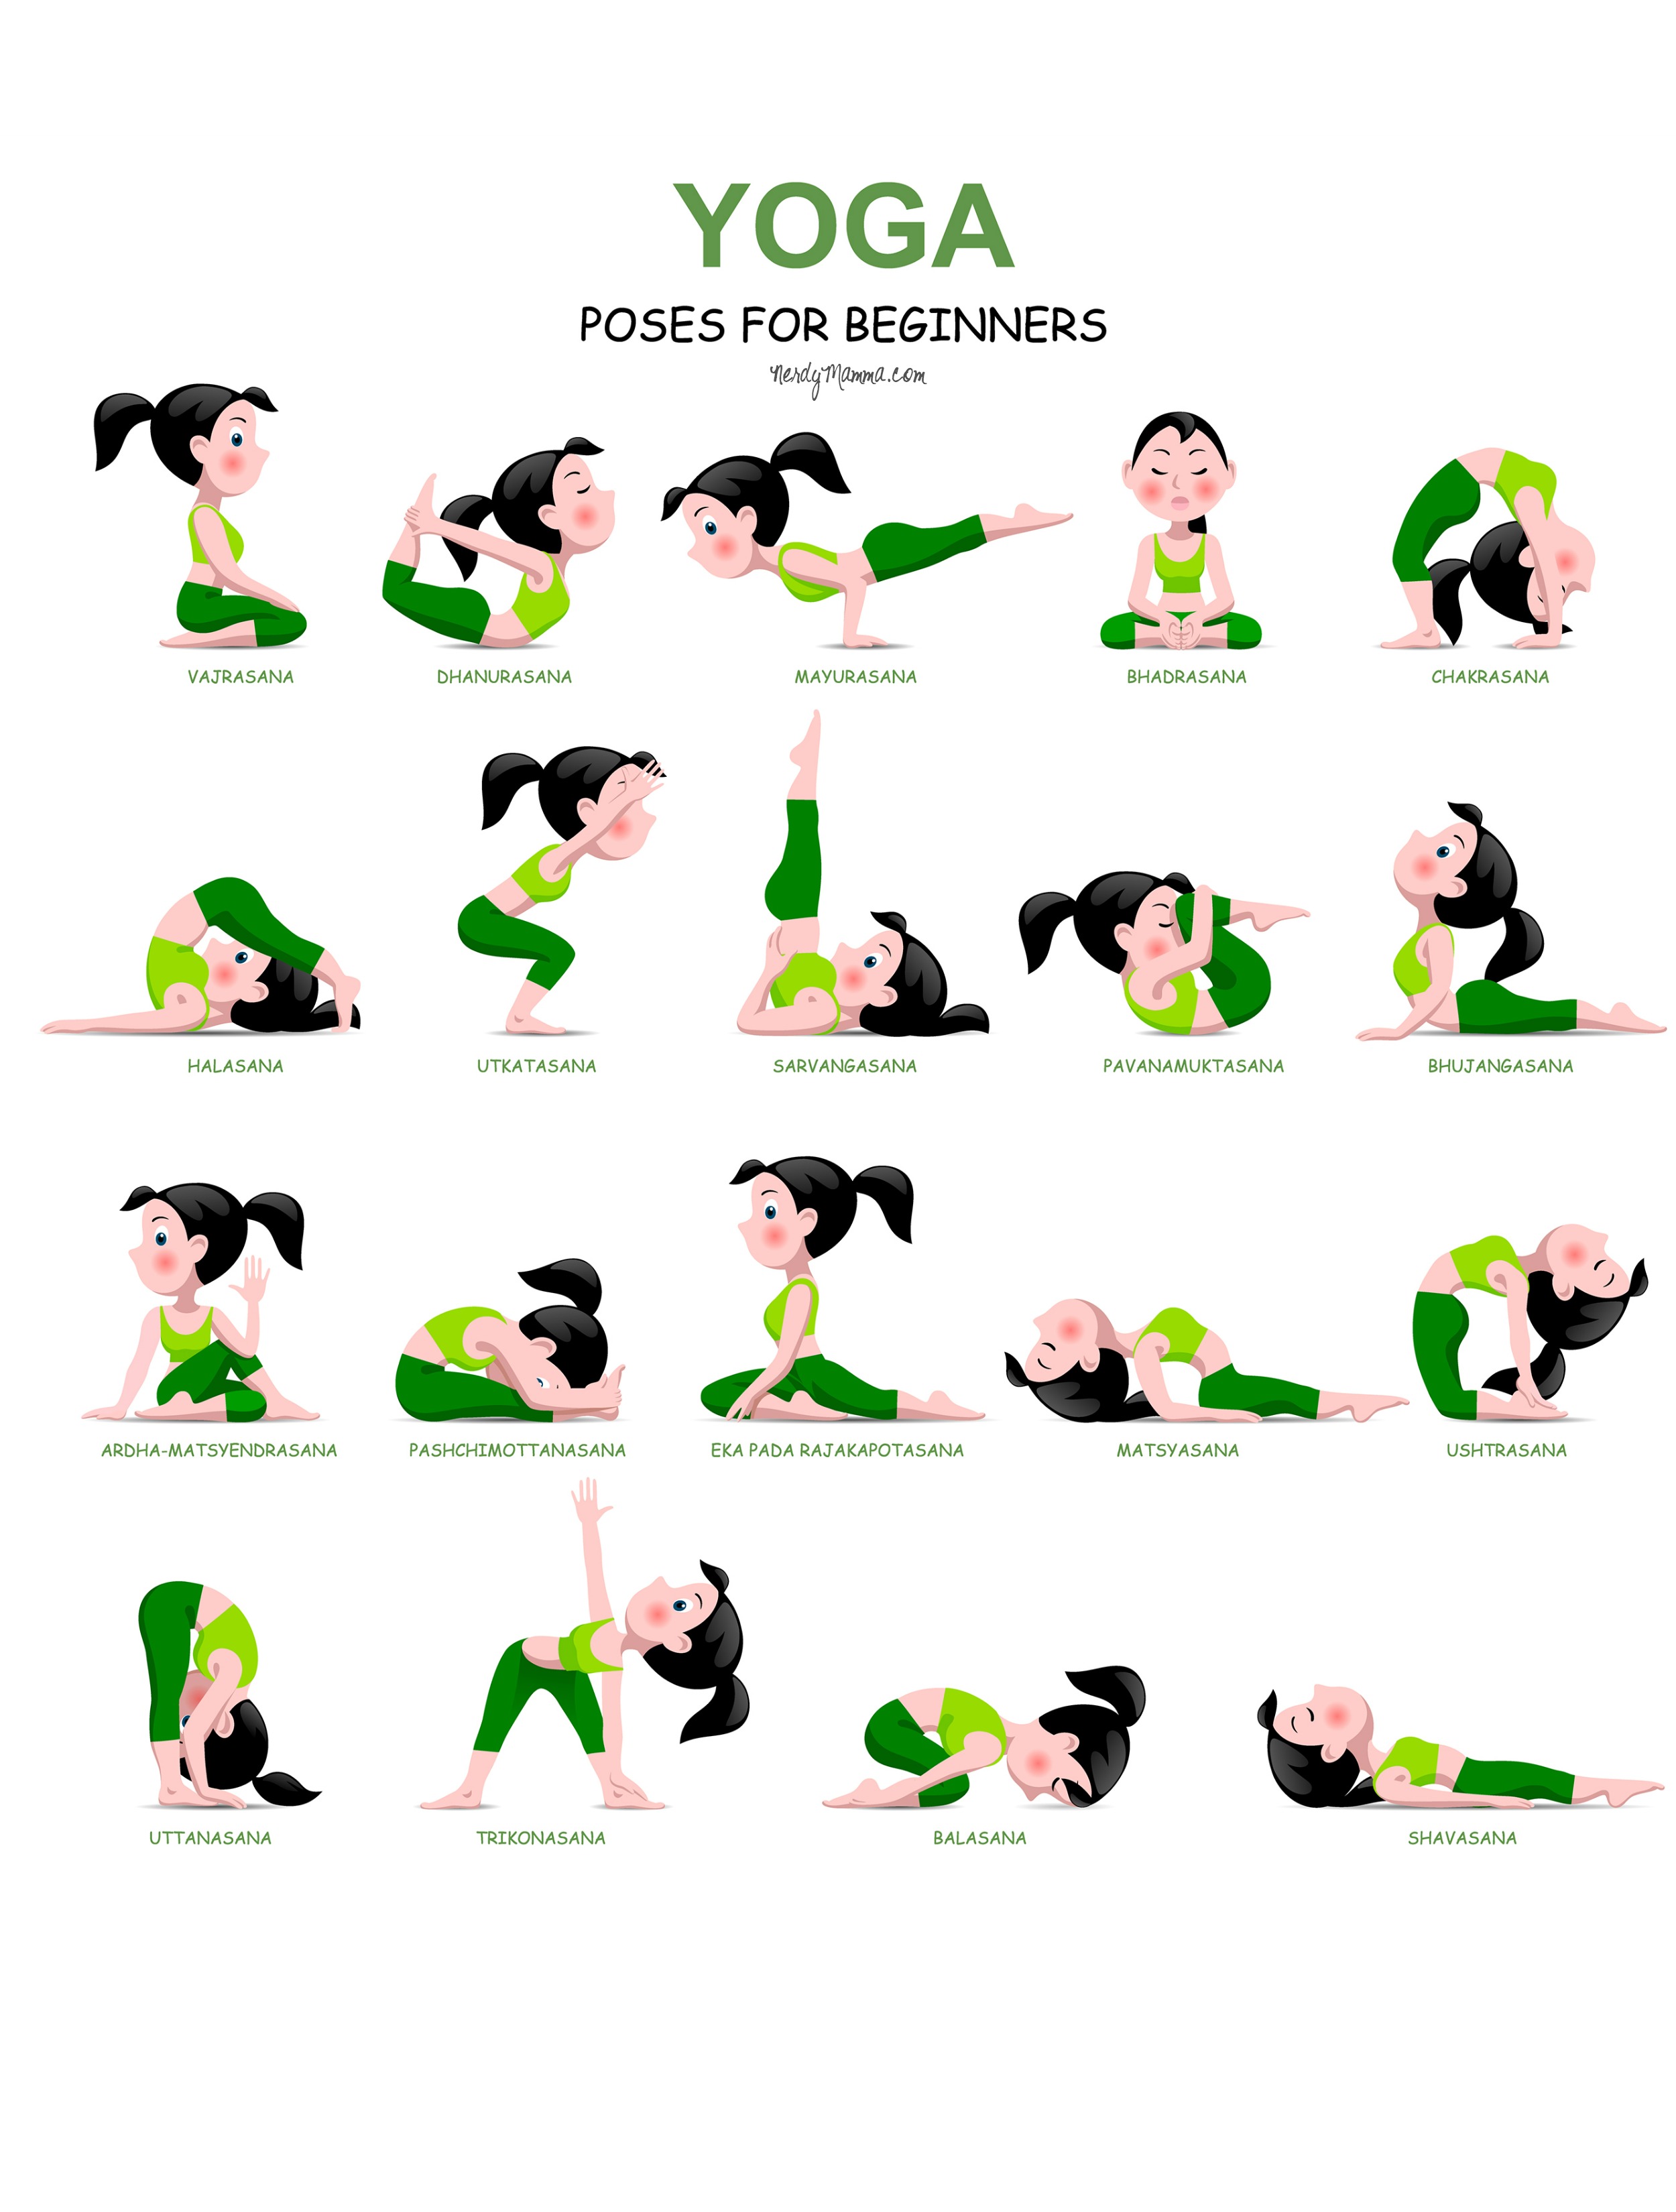 YOGA
POSES FOR BEGINNERS
NerdyMamma.com
VAJRASANA
DHANURASANA
MAYURASANA
BHADRASANA
CHAKRASANA
HALASANA
UTKATASANA
SARVANGASANA
PAVANAMUKTASANA
BHUJANGASANA
ARDHA-MATSYENDRASANA
PASHCHIMOTTANASANA
EKA PADA RAJAKAPOTASANA
MATSYASANA
USHTRASANA
UTTANASANA
TRIKONASANA
BALASANA
SHAVASANA